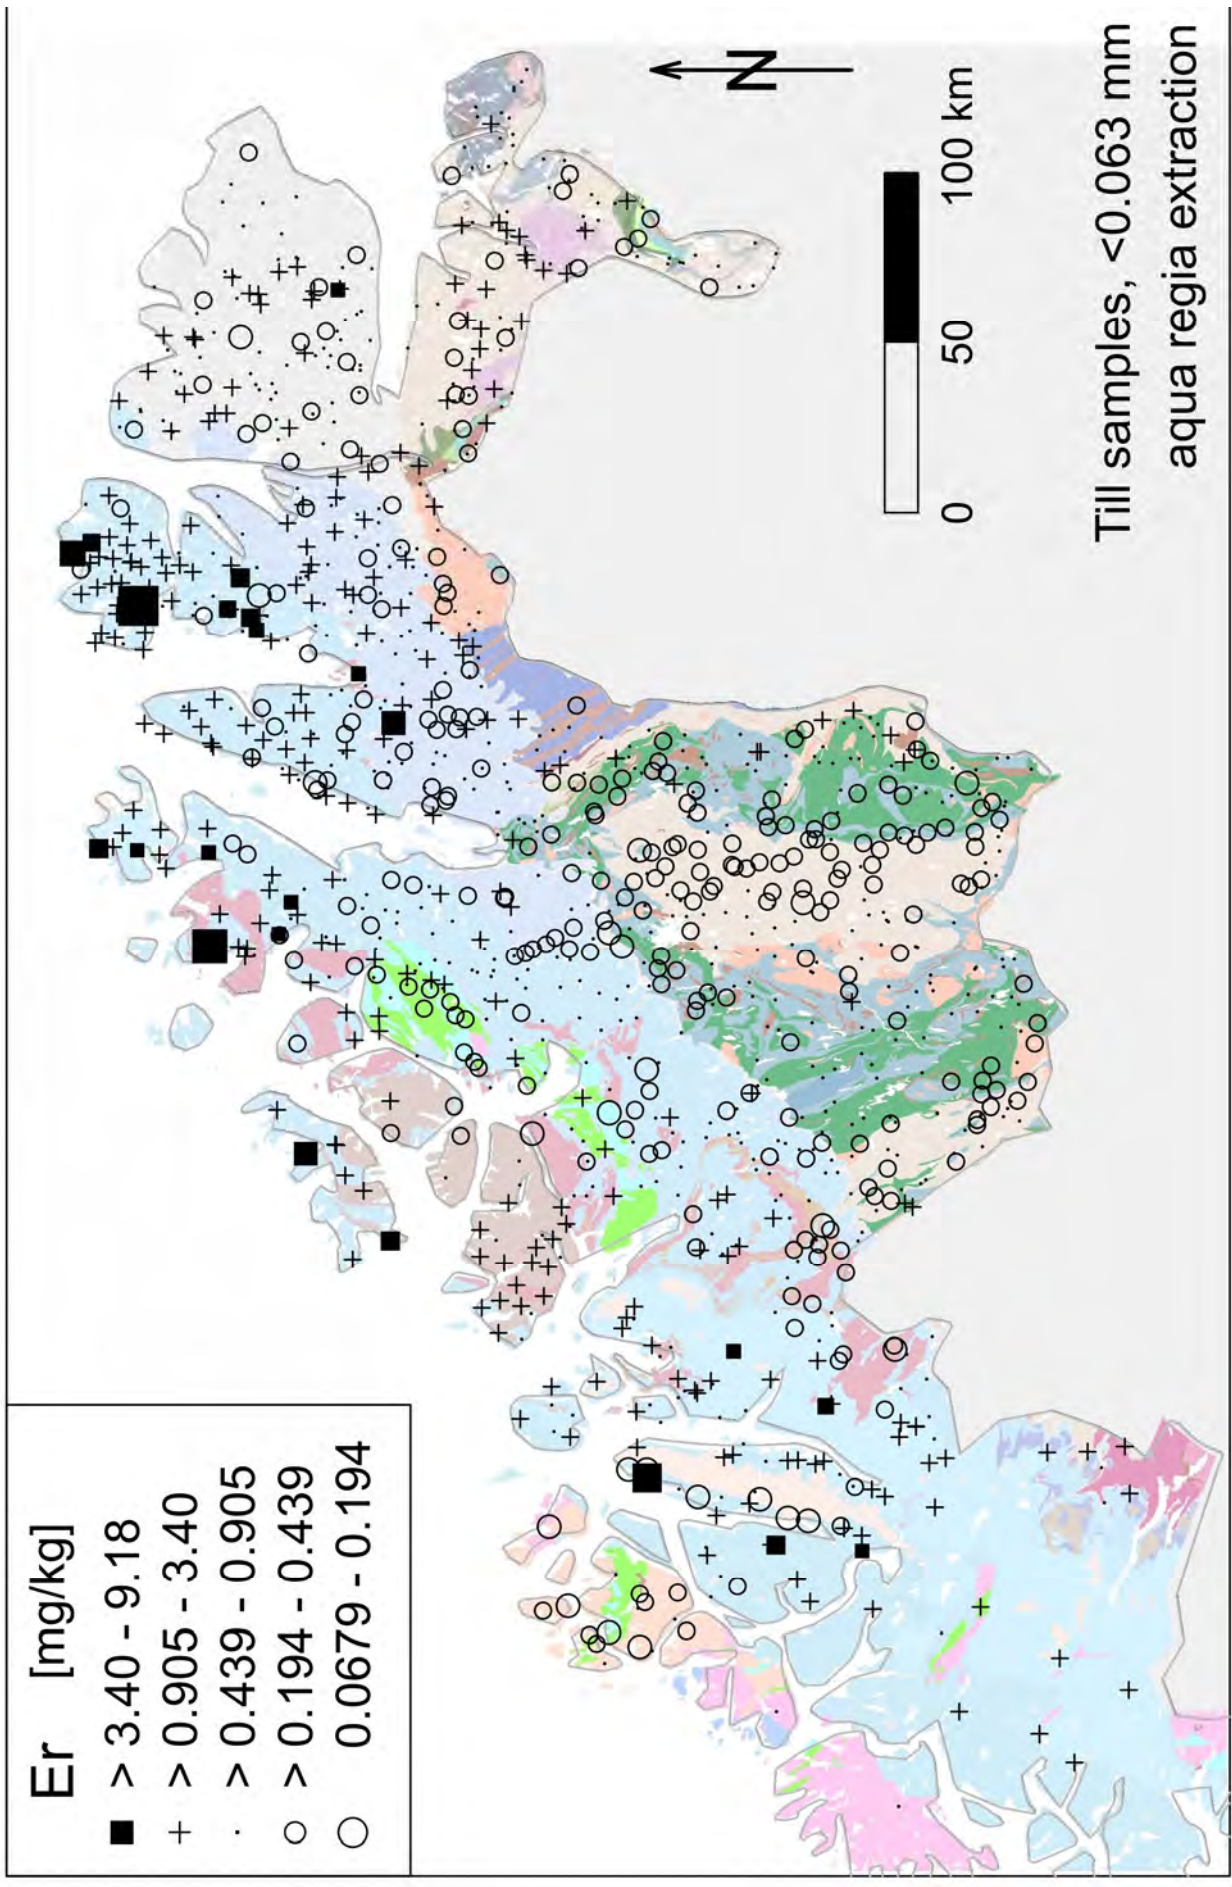 Er [mg/kg]
> 3.40 - 9.18
> 0.905 - 3.40
> 0.439 - 0.905
> 0.194 - 0.439
0.0679 - 0.194
N
0 50 100 km
Till samples, <0.063 mm
aqua regia extraction